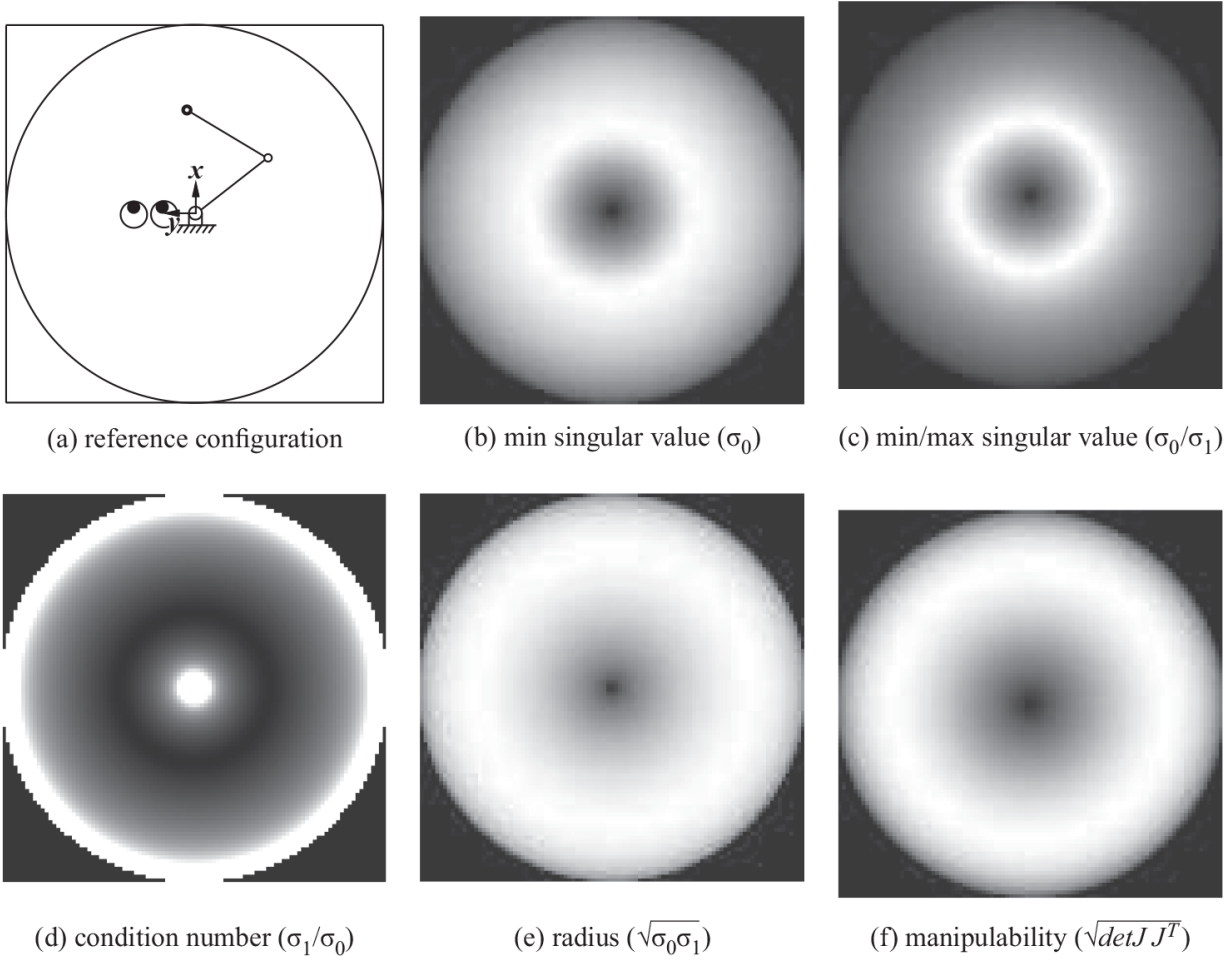 x
y
(a) reference configuration
(b) min singular value (σ₀)
(c) min/max singular value (σ₀/σ₁)
(d) condition number (σ₁/σ₀)
(e) radius (√σ₀σ₁)
(f) manipulability (√detJ Jᵀ)